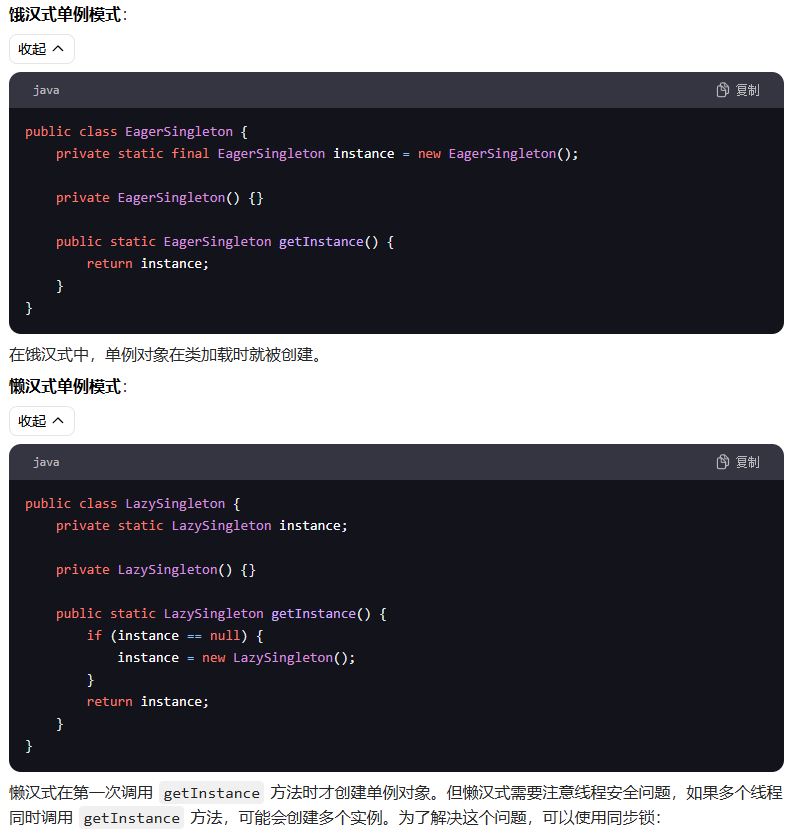 饿汉式单例模式：
收起
java
复制
public class EagerSingleton {
    private static final EagerSingleton instance = new EagerSingleton();
    private EagerSingleton() {}
    public static EagerSingleton getInstance() {
        return instance;
    }
}
在饿汉式中，单例对象在类加载时就被创建。
懒汉式单例模式：
收起
java
复制
public class LazySingleton {
    private static LazySingleton instance;
    private LazySingleton() {}
    public static LazySingleton getInstance() {
        if (instance == null) {
            instance = new LazySingleton();
        }
        return instance;
    }
}
懒汉式在第一次调用 getInstance 方法时才创建单例对象。但懒汉式需要注意线程安全问题，如果多个线程
同时调用 getInstance 方法，可能会创建多个实例。为了解决这个问题，可以使用同步锁：